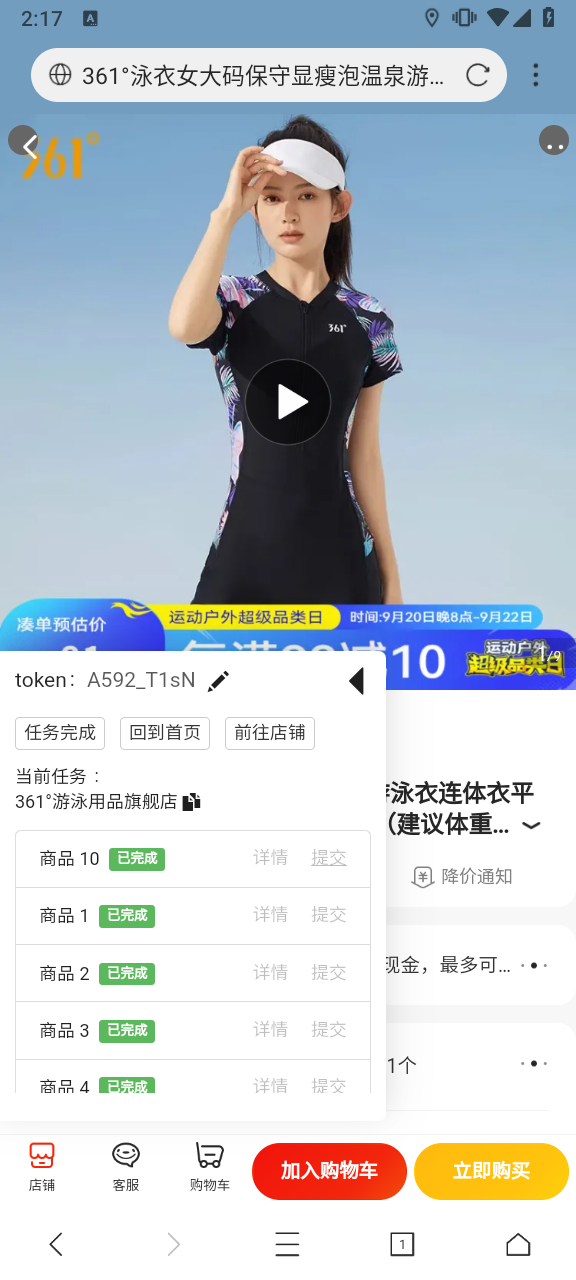 2:17
A
361°泳衣女大码保守显瘦泡温泉游...
361°
361°
凑单预估价
运动户外超级品类日
时间:9月20日晚8点-9月22日
运动户外
超级品类日
1/9
token: A592_T1sN
任务完成 回到首页 前往店铺
当前任务：
361°游泳用品旗舰店
商品 10 已完成 详情 提交
商品 1 已完成 详情 提交
商品 2 已完成 详情 提交
商品 3 已完成 详情 提交
商品 4 已完成 详情 提交
泳衣连体衣平
（建议体重...
降价通知
现金，最多可...
1个
店铺 客服 购物车 加入购物车 立即购买
1